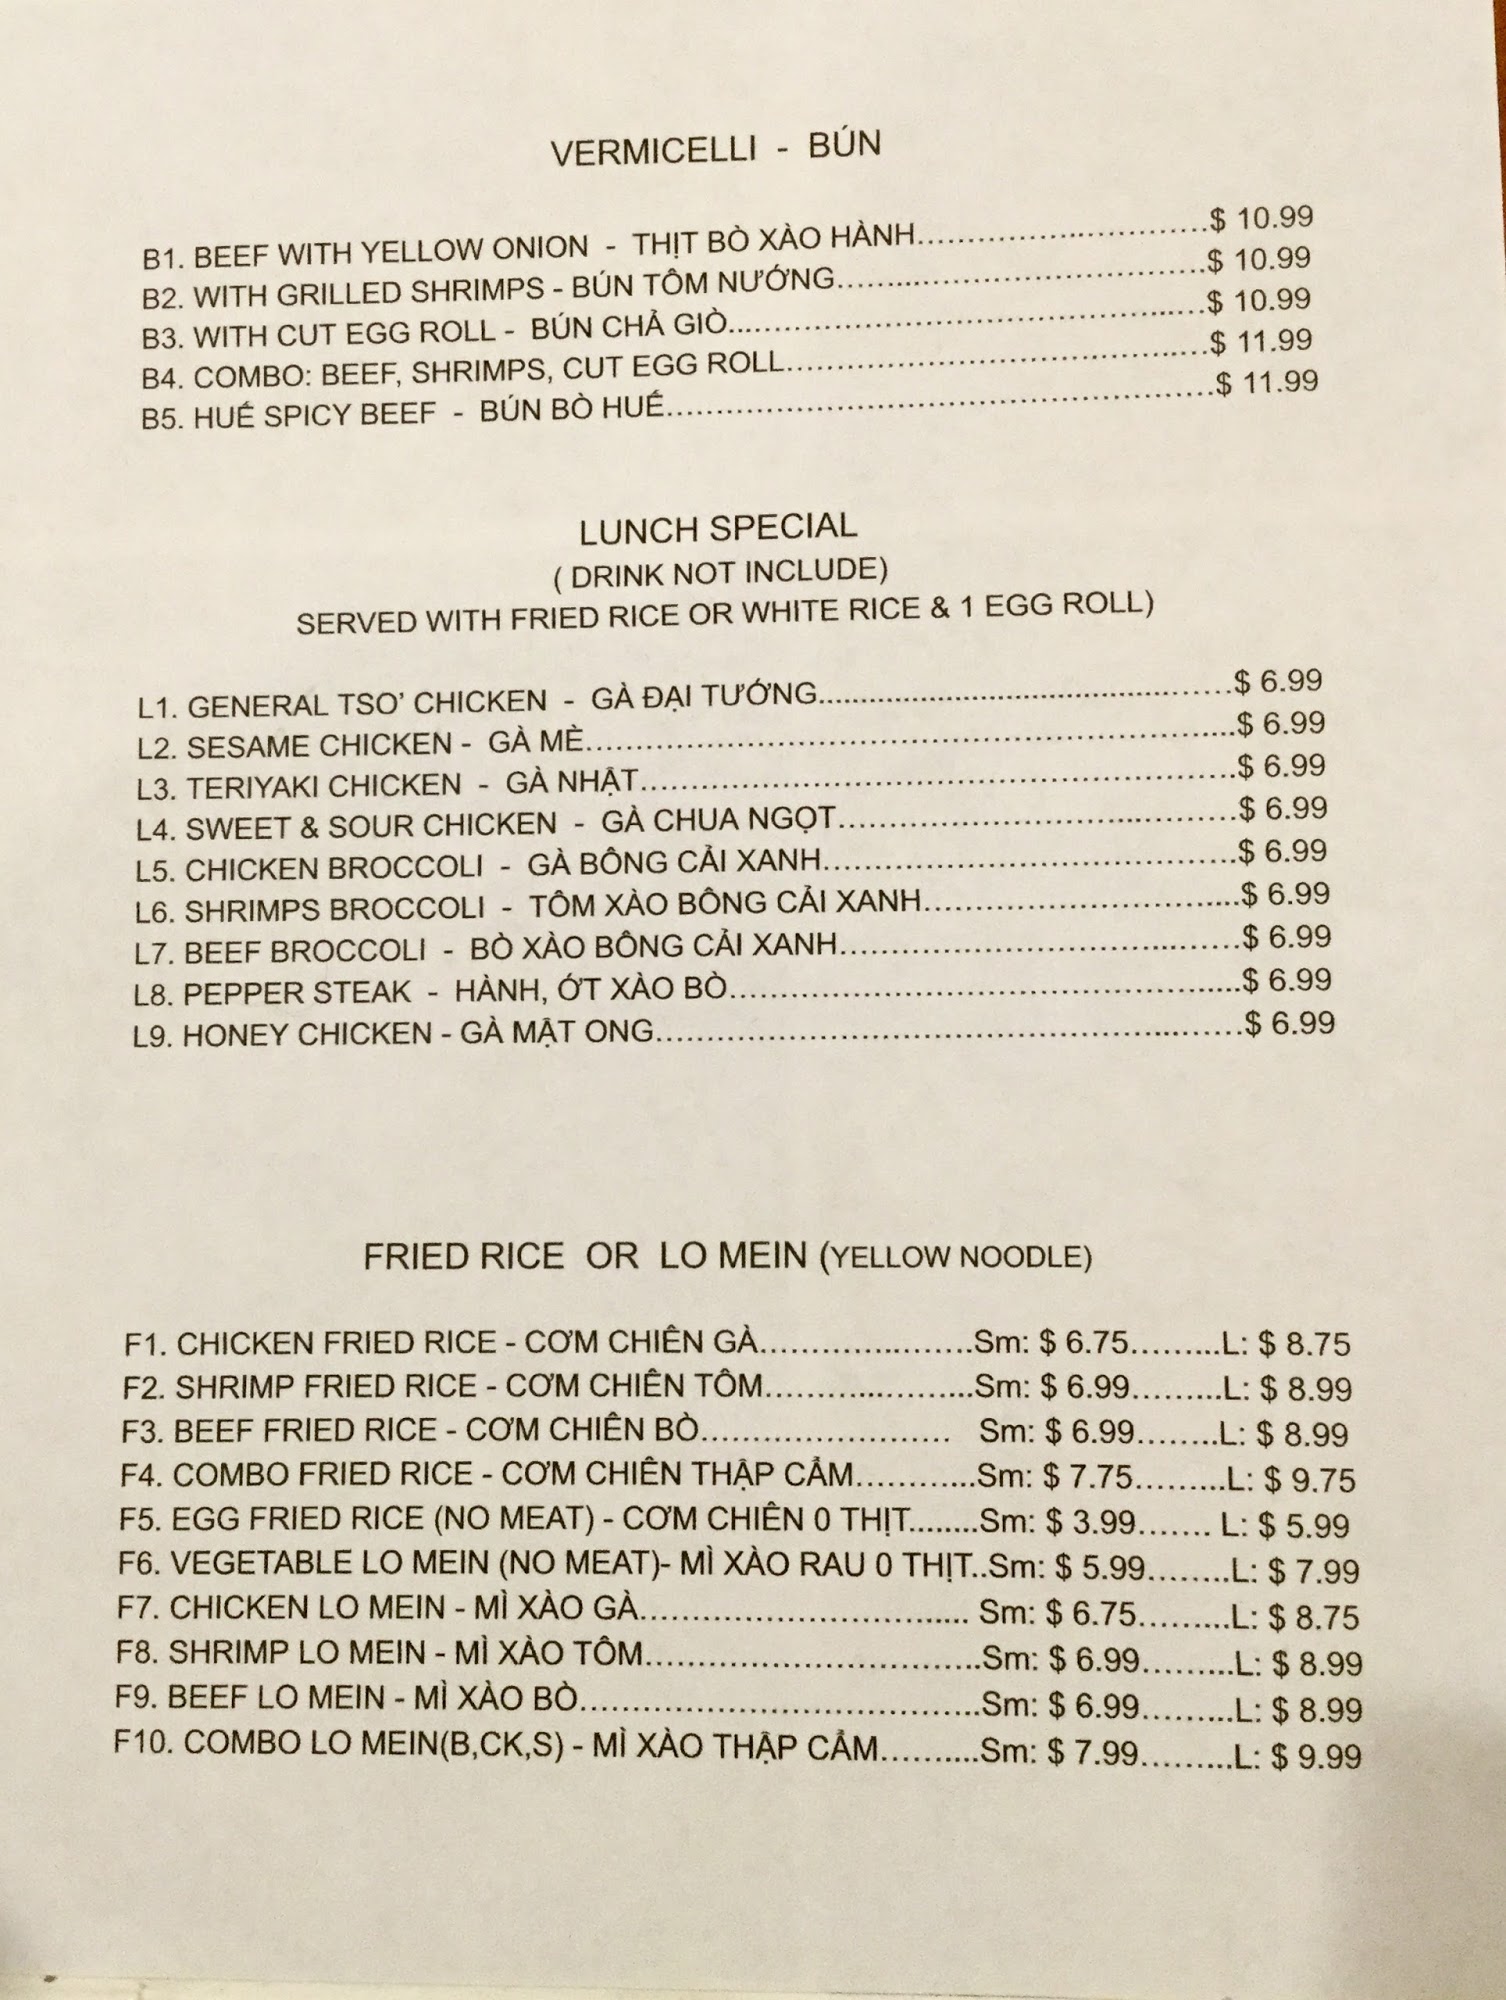 VERMICELLI - BÚN
B1. BEEF WITH YELLOW ONION - THỊT BÒ XÀO HÀNH.................................$ 10.99
B2. WITH GRILLED SHRIMPS - BÚN TÔM NƯỚNG..........................................$ 10.99
B3. WITH CUT EGG ROLL - BÚN CHẢ GIÒ......................................................$ 10.99
B4. COMBO: BEEF, SHRIMPS, CUT EGG ROLL................................................$ 11.99
B5. HUẾ SPICY BEEF - BÚN BÒ HUẾ..............................................................$ 11.99
LUNCH SPECIAL
( DRINK NOT INCLUDE)
SERVED WITH FRIED RICE OR WHITE RICE & 1 EGG ROLL)
L1. GENERAL TSO’ CHICKEN - GÀ ĐẠI TƯỚNG...............................................$ 6.99
L2. SESAME CHICKEN - GÀ MÈ.........................................................................$ 6.99
L3. TERIYAKI CHICKEN - GÀ NHẬT...................................................................$ 6.99
L4. SWEET & SOUR CHICKEN - GÀ CHUA NGỌT.............................................$ 6.99
L5. CHICKEN BROCCOLI - GÀ BÔNG CẢI XANH...............................................$ 6.99
L6. SHRIMPS BROCCOLI - TÔM XÀO BÔNG CẢI XANH....................................$ 6.99
L7. BEEF BROCCOLI - BÒ XÀO BÔNG CẢI XANH.............................................$ 6.99
L8. PEPPER STEAK - HÀNH, ỚT XÀO BÒ.........................................................$ 6.99
L9. HONEY CHICKEN - GÀ MẬT ONG..................................................................$ 6.99
FRIED RICE OR LO MEIN (YELLOW NOODLE)
F1. CHICKEN FRIED RICE - CƠM CHIÊN GÀ.......................Sm: $ 6.75.........L: $ 8.75
F2. SHRIMP FRIED RICE - CƠM CHIÊN TÔM.......................Sm: $ 6.99.........L: $ 8.99
F3. BEEF FRIED RICE - CƠM CHIÊN BÒ......................... Sm: $ 6.99........L: $ 8.99
F4. COMBO FRIED RICE - CƠM CHIÊN THẬP CẨM............Sm: $ 7.75.........L: $ 9.75
F5. EGG FRIED RICE (NO MEAT) - CƠM CHIÊN 0 THỊT........Sm: $ 3.99....... L: $ 5.99
F6. VEGETABLE LO MEIN (NO MEAT)- MÌ XÀO RAU 0 THỊT..Sm: $ 5.99........L: $ 7.99
F7. CHICKEN LO MEIN - MÌ XÀO GÀ................................. Sm: $ 6.75.........L: $ 8.75
F8. SHRIMP LO MEIN - MÌ XÀO TÔM..................................Sm: $ 6.99.........L: $ 8.99
F9. BEEF LO MEIN - MÌ XÀO BÒ........................................Sm: $ 6.99.........L: $ 8.99
F10. COMBO LO MEIN(B,CK,S) - MÌ XÀO THẬP CẨM..........Sm: $ 7.99.........L: $ 9.99